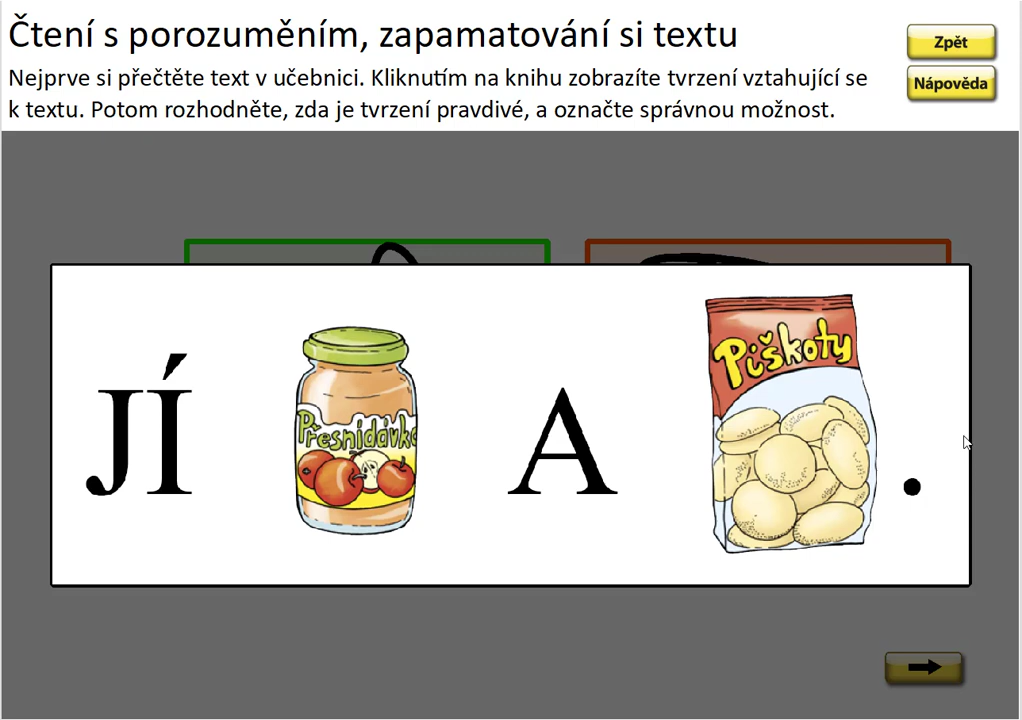 Čtení s porozuměním, zapamatování si textu
Zpět
Nejprve si přečtěte text v učebnici. Kliknutím na knihu zobrazíte tvrzení vztahující se
k textu. Potom rozhodněte, zda je tvrzení pravdivé, a označte správnou možnost.
Nápověda
JÍ
Přesnídávka
A
Piškoty
.